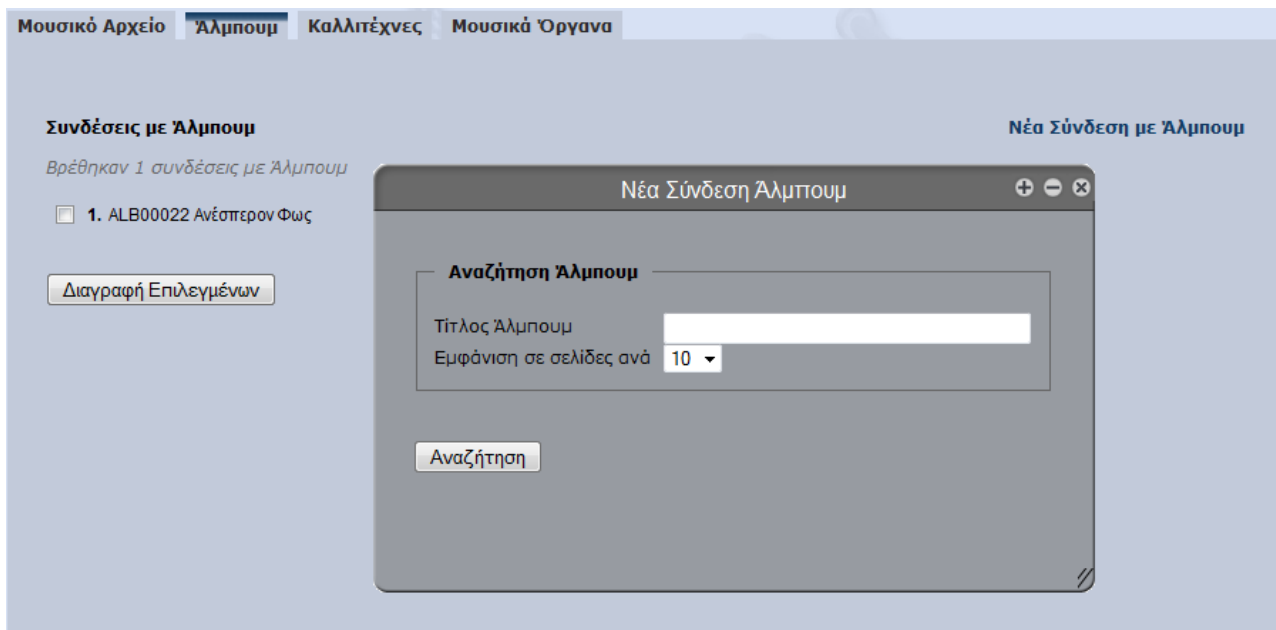 Μουσικό Αρχείο Άλμπουμ Καλλιτέχνες Μουσικά Όργανα
Συνδέσεις με Άλμπουμ
Νέα Σύνδεση με Άλμπουμ
Βρέθηκαν 1 συνδέσεις με Άλμπουμ
1. ALB00022 Ανέσπερον Φως
Διαγραφή Επιλεγμένων
Νέα Σύνδεση Άλμπουμ
Αναζήτηση Άλμπουμ
Τίτλος Άλμπουμ
Εμφάνιση σε σελίδες ανά 10
Αναζήτηση